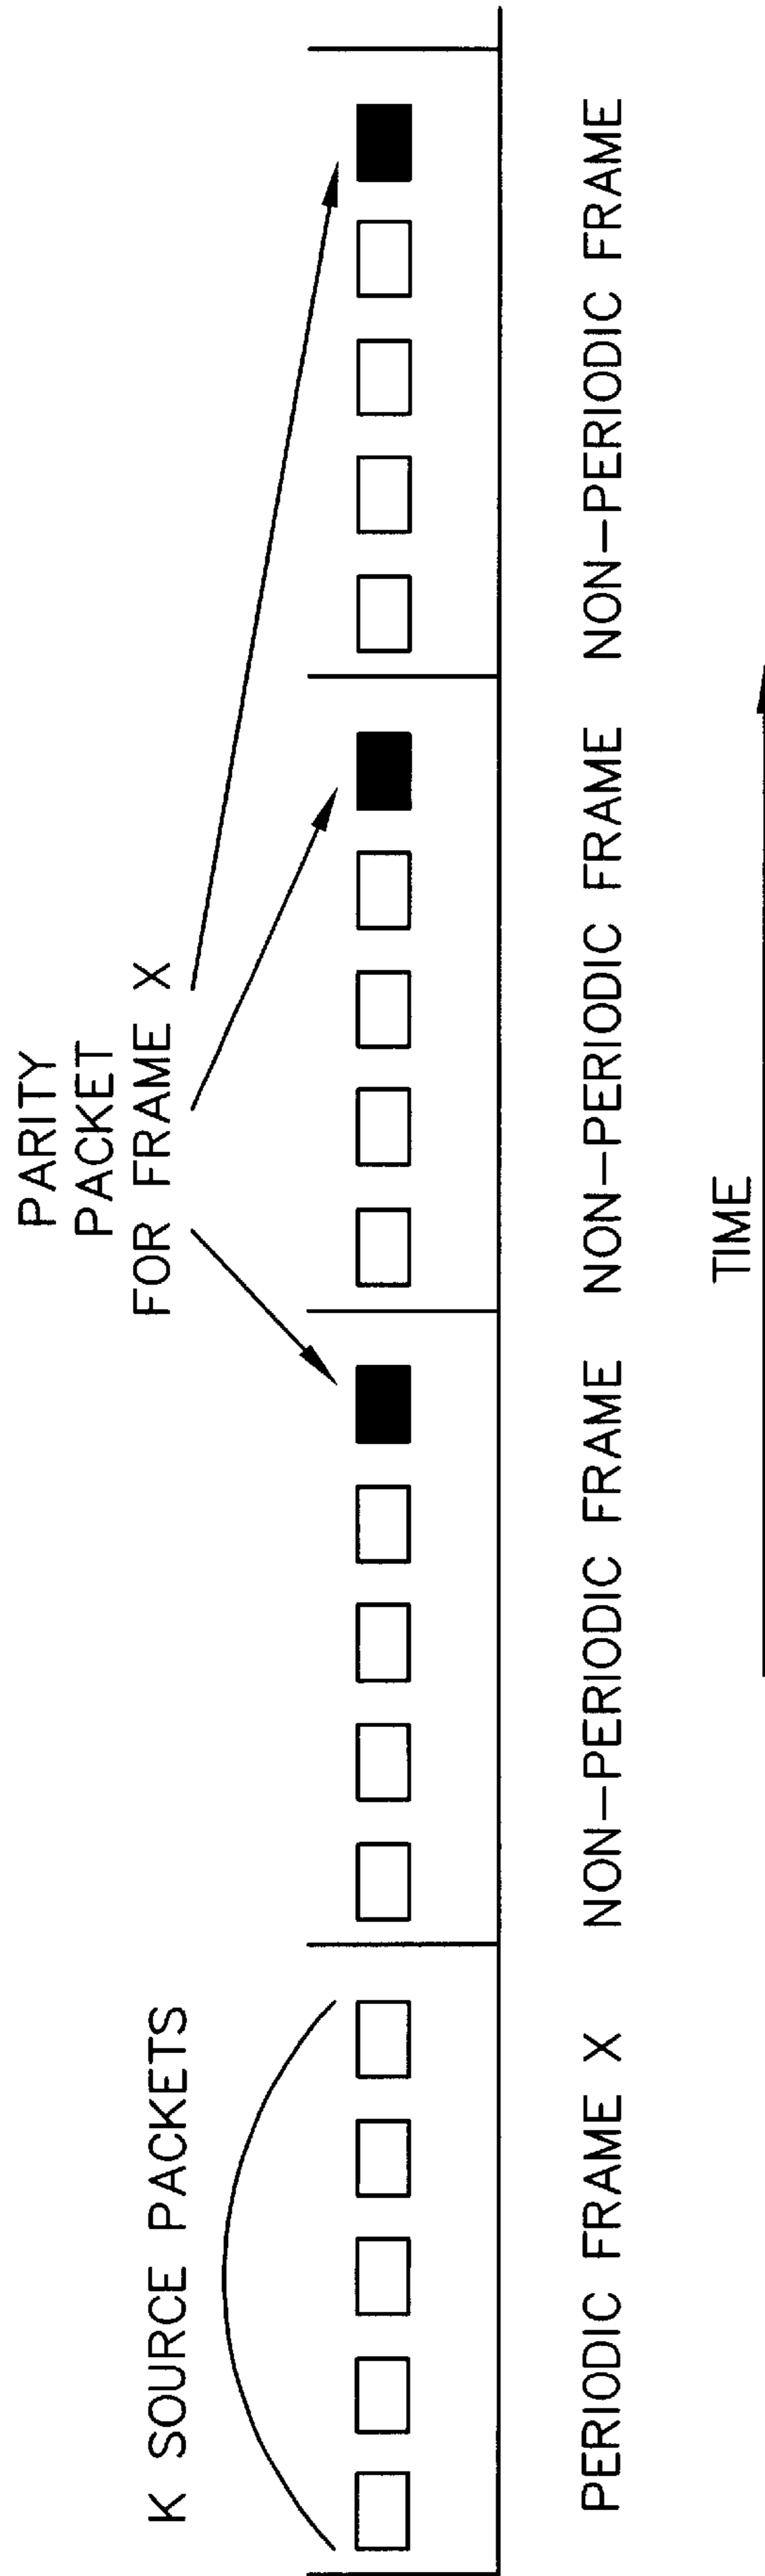 PARITY
PACKET
FOR FRAME X
K SOURCE PACKETS
PERIODIC FRAME X
NON-PERIODIC FRAME
NON-PERIODIC FRAME
NON-PERIODIC FRAME
TIME